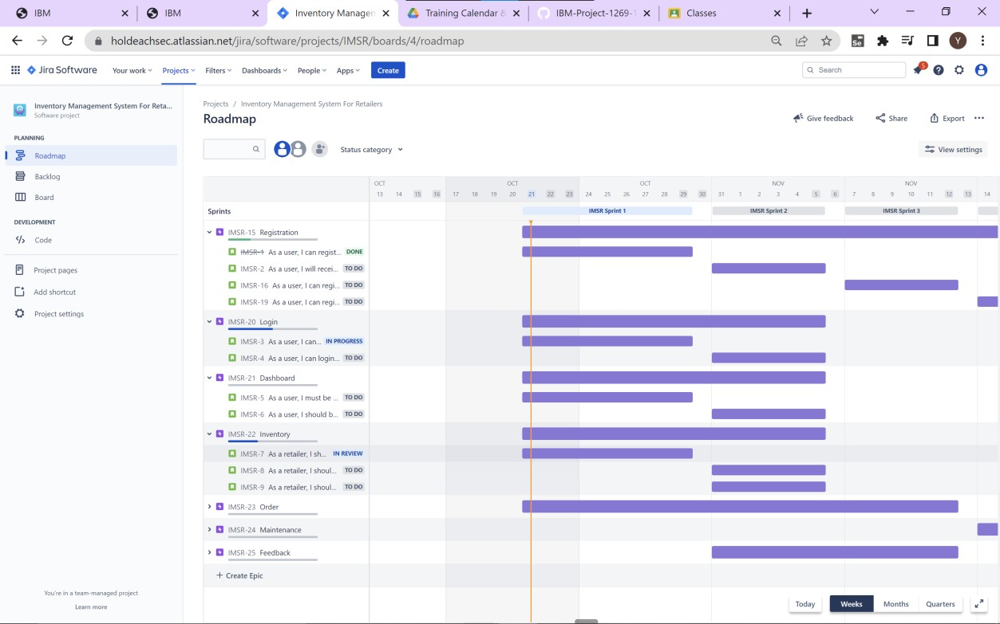 IBM
IBM
Inventory Managem
Training Calendar &
IBM-Project-1269-1
Classes
holdeachsec.atlassian.net/jira/software/projects/IMSR/boards/4/roadmap
Se
Y
Jira Software
Your work
Projects
Filters
Dashboards
People
Apps
Create
Search
5
Inventory Management System For Reta...
Software project
PLANNING
Roadmap
Backlog
Board
DEVELOPMENT
Code
Project pages
Add shortcut
Project settings
You're in a team-managed project
Learn more
Projects / Inventory Management System For Retailers
Roadmap
Give feedback
Share
Export
Status category
View settings
OCT OCT OCT NOV NOV
13 14 15 16 17 18 19 20 21 22 23 24 25 26 27 28 29 30 31 1 2 3 4 5 6 7 8 9 10 11 12 13 14
Sprints IMSR Sprint 1 IMSR Sprint 2 IMSR Sprint 3
IMSR-15 Registration
IMSR-1 As a user, I can regist... DONE
IMSR-2 As a user, I will recei... TO DO
IMSR-16 As a user, I can regi... TO DO
IMSR-19 As a user, I can regi... TO DO
IMSR-20 Login
IMSR-3 As a user, I can... IN PROGRESS
IMSR-4 As a user, I can login... TO DO
IMSR-21 Dashboard
IMSR-5 As a user, I must be ... TO DO
IMSR-6 As a user, I should b... TO DO
IMSR-22 Inventory
IMSR-7 As a retailer, I sh... IN REVIEW
IMSR-8 As a retailer, I shoul... TO DO
IMSR-9 As a retailer, I shoul... TO DO
IMSR-23 Order
IMSR-24 Maintenance
IMSR-25 Feedback
+ Create Epic
Today
Weeks
Months
Quarters